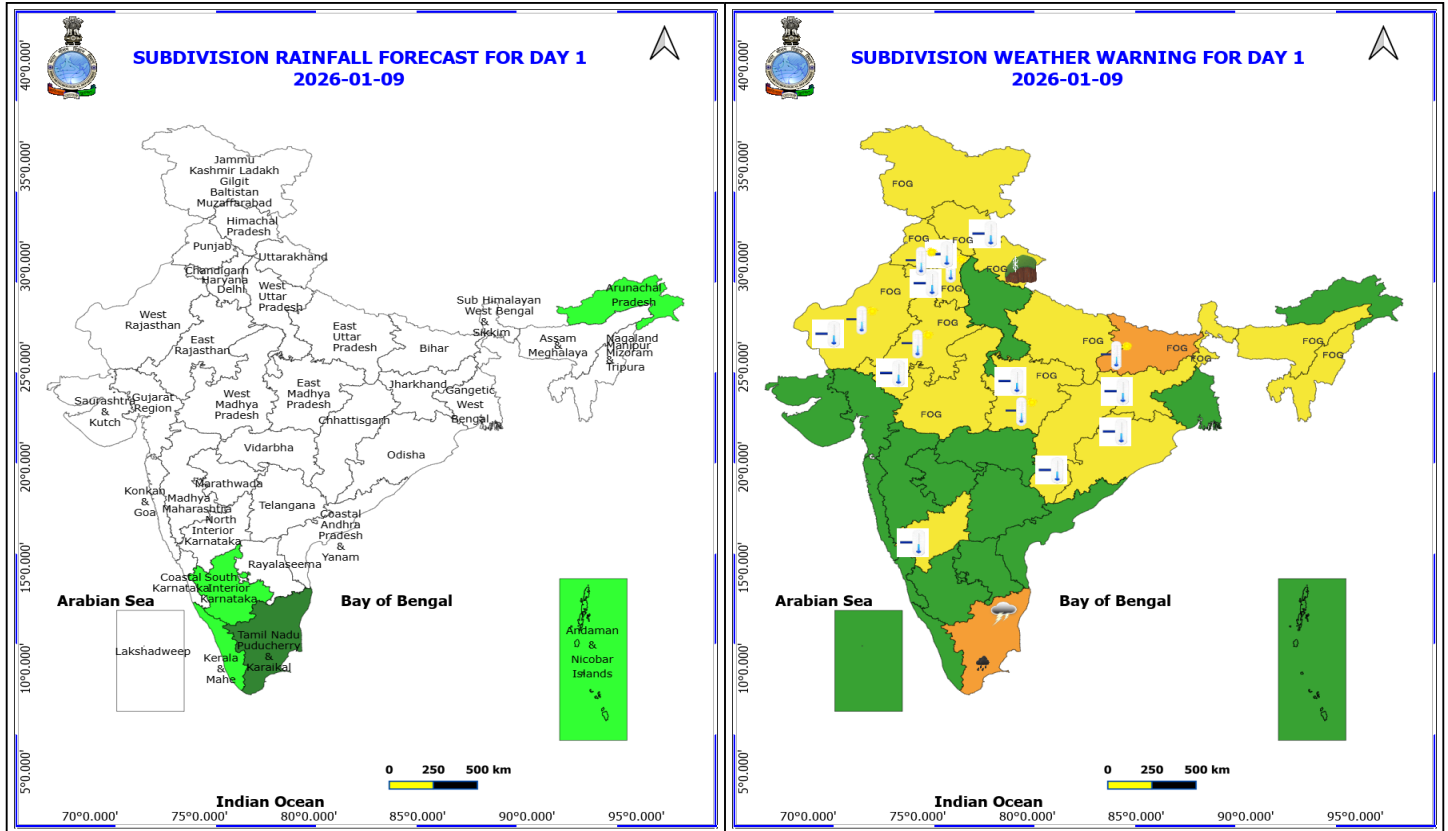 SUBDIVISION RAINFALL FORECAST FOR DAY 1
2026-01-09
40°0.000'
35°0.000'
30°0.000'
25°0.000'
20°0.000'
15°0.000'
10°0.000'
5°0.000'
Jammu
Kashmir Ladakh
Gilgit
Baltistan
Muzaffarabad
Himachal
Pradesh
Punjab
Uttarakhand
Chandigarh
Haryana
Delhi
West
Uttar
Pradesh
Arunachal
Pradesh
West
Rajasthan
Sub Himalayan
West Bengal
&
Sikkim
East
Rajasthan
East
Uttar
Pradesh
Bihar
Assam
&
Meghalaya
Nagaland
Manipur
Mizoram
&
Tripura
Saurashtra
&
Kutch
Gujarat
Region
West
Madhya
Pradesh
East
Madhya
Pradesh
Jharkhand
Gangetic
West
Bengal
Chhattisgarh
Vidarbha
Odisha
Konkan
&
Goa
Marathwada
Madhya
Maharashtra
Telangana
North
Interior
Karnataka
Coastal
Andhra
Pradesh
&
Yanam
Rayalaseema
Coastal
Karnataka
South
Interior
Karnataka
Arabian Sea
Bay of Bengal
Lakshadweep
Kerala
&
Mahe
Tamil Nadu
Puducherry
&
Karaikal
Andaman
&
Nicobar
Islands
0 250 500 km
Indian Ocean
70°0.000' 75°0.000' 80°0.000' 85°0.000' 90°0.000' 95°0.000'
SUBDIVISION WEATHER WARNING FOR DAY 1
2026-01-09
40°0.000'
35°0.000'
30°0.000'
25°0.000'
20°0.000'
15°0.000'
10°0.000'
5°0.000'
FOG
FOG
FOG
FOG
FOG
FOG
FOG
FOG
FOG
FOG
FOG
FOG
FOG
FOG
Arabian Sea
Bay of Bengal
0 250 500 km
Indian Ocean
70°0.000' 75°0.000' 80°0.000' 85°0.000' 90°0.000' 95°0.000'